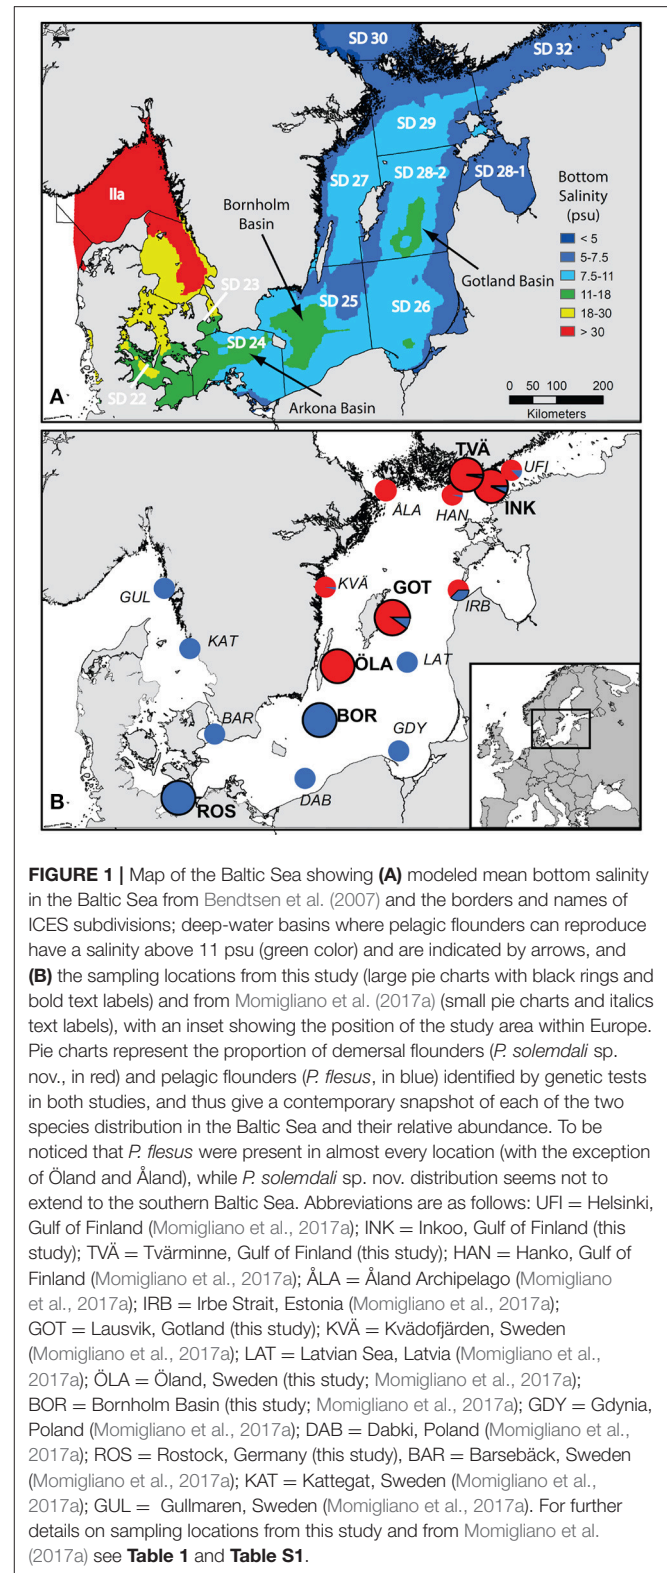 SD 30
SD 32
SD 29
IIa
SD 27
SD 28-2
SD 28-1
Bornholm
Basin
Bottom
Salinity
(psu)
< 5
5-7.5
7.5-11
11-18
18-30
> 30
Gotland Basin
SD 23
SD 25
SD 26
SD 24
SD 22
Arkona Basin
A
0 50 100 200
Kilometers
TVÄ
UFI
ÅLA
HAN
INK
KVÄ
GOT
IRB
GUL
KAT
ÖLA
LAT
BAR
BOR
GDY
DAB
ROS
B
FIGURE 1 | Map of the Baltic Sea showing (A) modeled mean bottom salinity
in the Baltic Sea from Bendtsen et al. (2007) and the borders and names of
ICES subdivisions; deep-water basins where pelagic flounders can reproduce
have a salinity above 11 psu (green color) and are indicated by arrows, and
(B) the sampling locations from this study (large pie charts with black rings and
bold text labels) and from Momigliano et al. (2017a) (small pie charts and italics
text labels), with an inset showing the position of the study area within Europe.
Pie charts represent the proportion of demersal flounders (P. solemdali sp.
nov., in red) and pelagic flounders (P. flesus, in blue) identified by genetic tests
in both studies, and thus give a contemporary snapshot of each of the two
species distribution in the Baltic Sea and their relative abundance. To be
noticed that P. flesus were present in almost every location (with the exception
of Öland and Åland), while P. solemdali sp. nov. distribution seems not to
extend to the southern Baltic Sea. Abbreviations are as follows: UFI = Helsinki,
Gulf of Finland (Momigliano et al., 2017a); INK = Inkoo, Gulf of Finland (this
study); TVÄ = Tvärminne, Gulf of Finland (this study); HAN = Hanko, Gulf of
Finland (Momigliano et al., 2017a); ÅLA = Åland Archipelago (Momigliano
et al., 2017a); IRB = Irbe Strait, Estonia (Momigliano et al., 2017a);
GOT = Lausvik, Gotland (this study); KVÄ = Kvädofjärden, Sweden
(Momigliano et al., 2017a); LAT = Latvian Sea, Latvia (Momigliano et al.,
2017a); ÖLA = Öland, Sweden (this study; Momigliano et al., 2017a);
BOR = Bornholm Basin (this study; Momigliano et al., 2017a); GDY = Gdynia,
Poland (Momigliano et al., 2017a); DAB = Dabki, Poland (Momigliano et al.,
2017a); ROS = Rostock, Germany (this study), BAR = Barsebäck, Sweden
(Momigliano et al., 2017a); KAT = Kattegat, Sweden (Momigliano et al.,
2017a); GUL = Gullmaren, Sweden (Momigliano et al., 2017a). For further
details on sampling locations from this study and from Momigliano et al.
(2017a) see Table 1 and Table S1.